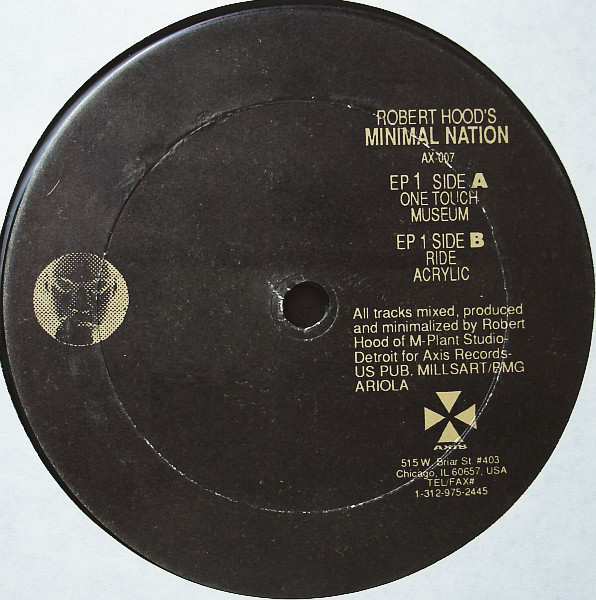 ROBERT HOOD'S
MINIMAL NATION
AX-007
EP 1 SIDE A
ONE TOUCH
MUSEUM
EP 1 SIDE B
RIDE
ACRYLIC
All tracks mixed, produced
and minimalized by Robert
Hood of M-Plant Studio-
Detroit for Axis Records-
US PUB. MILLSART/BMG
ARIOLA
AXIS
515 W. Briar St. #403
Chicago, IL 60657, USA
TEL/FAX#
1-312-975-2445